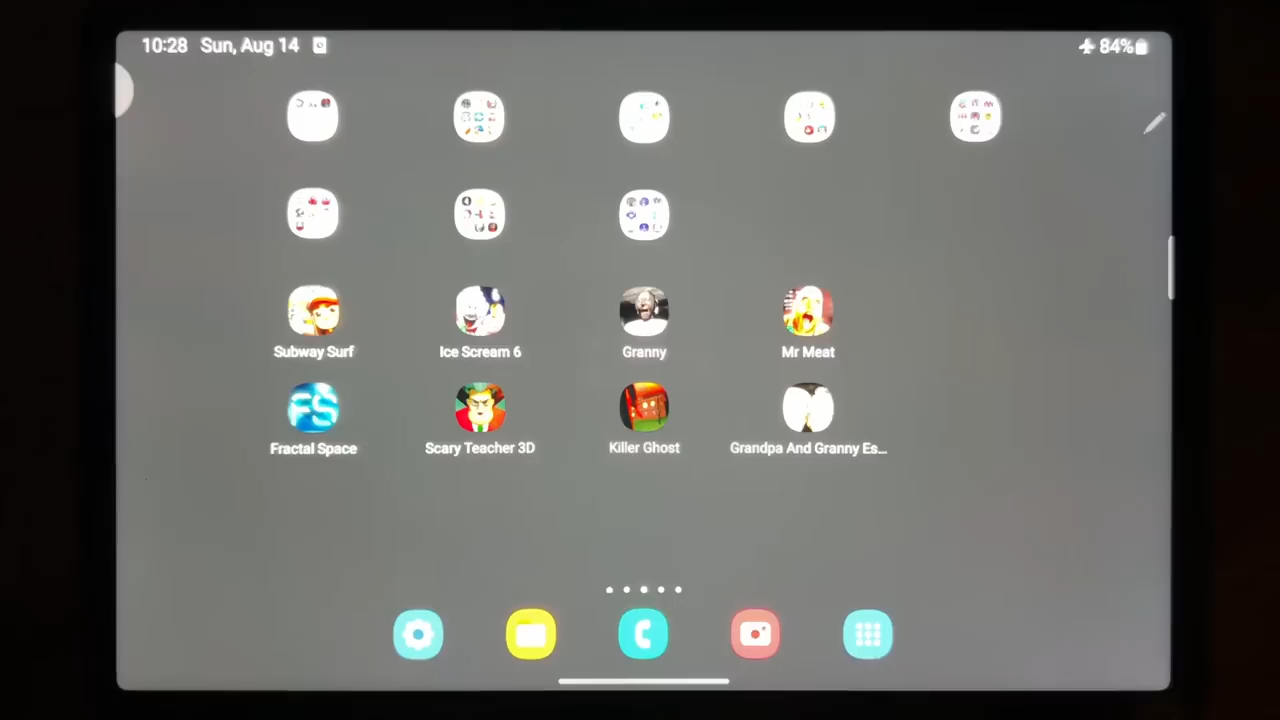 10:28 Sun, Aug 14
84%
Subway Surf
Ice Scream 6
Granny
Mr Meat
FS
Fractal Space
Scary Teacher 3D
Killer Ghost
Grandpa And Granny Es...